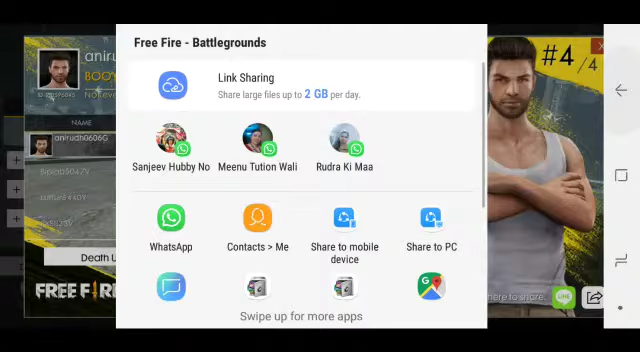 Free Fire - Battlegrounds
Link Sharing
Share large files up to 2 GB per day.
Sanjeev Hubby No
Meenu Tution Wali
Rudra Ki Maa
WhatsApp
Contacts > Me
Share to mobile device
Share to PC
Swipe up for more apps
NAME
anirudh0606G
Death
FREE F RE
#4/4
here to share.
LINE